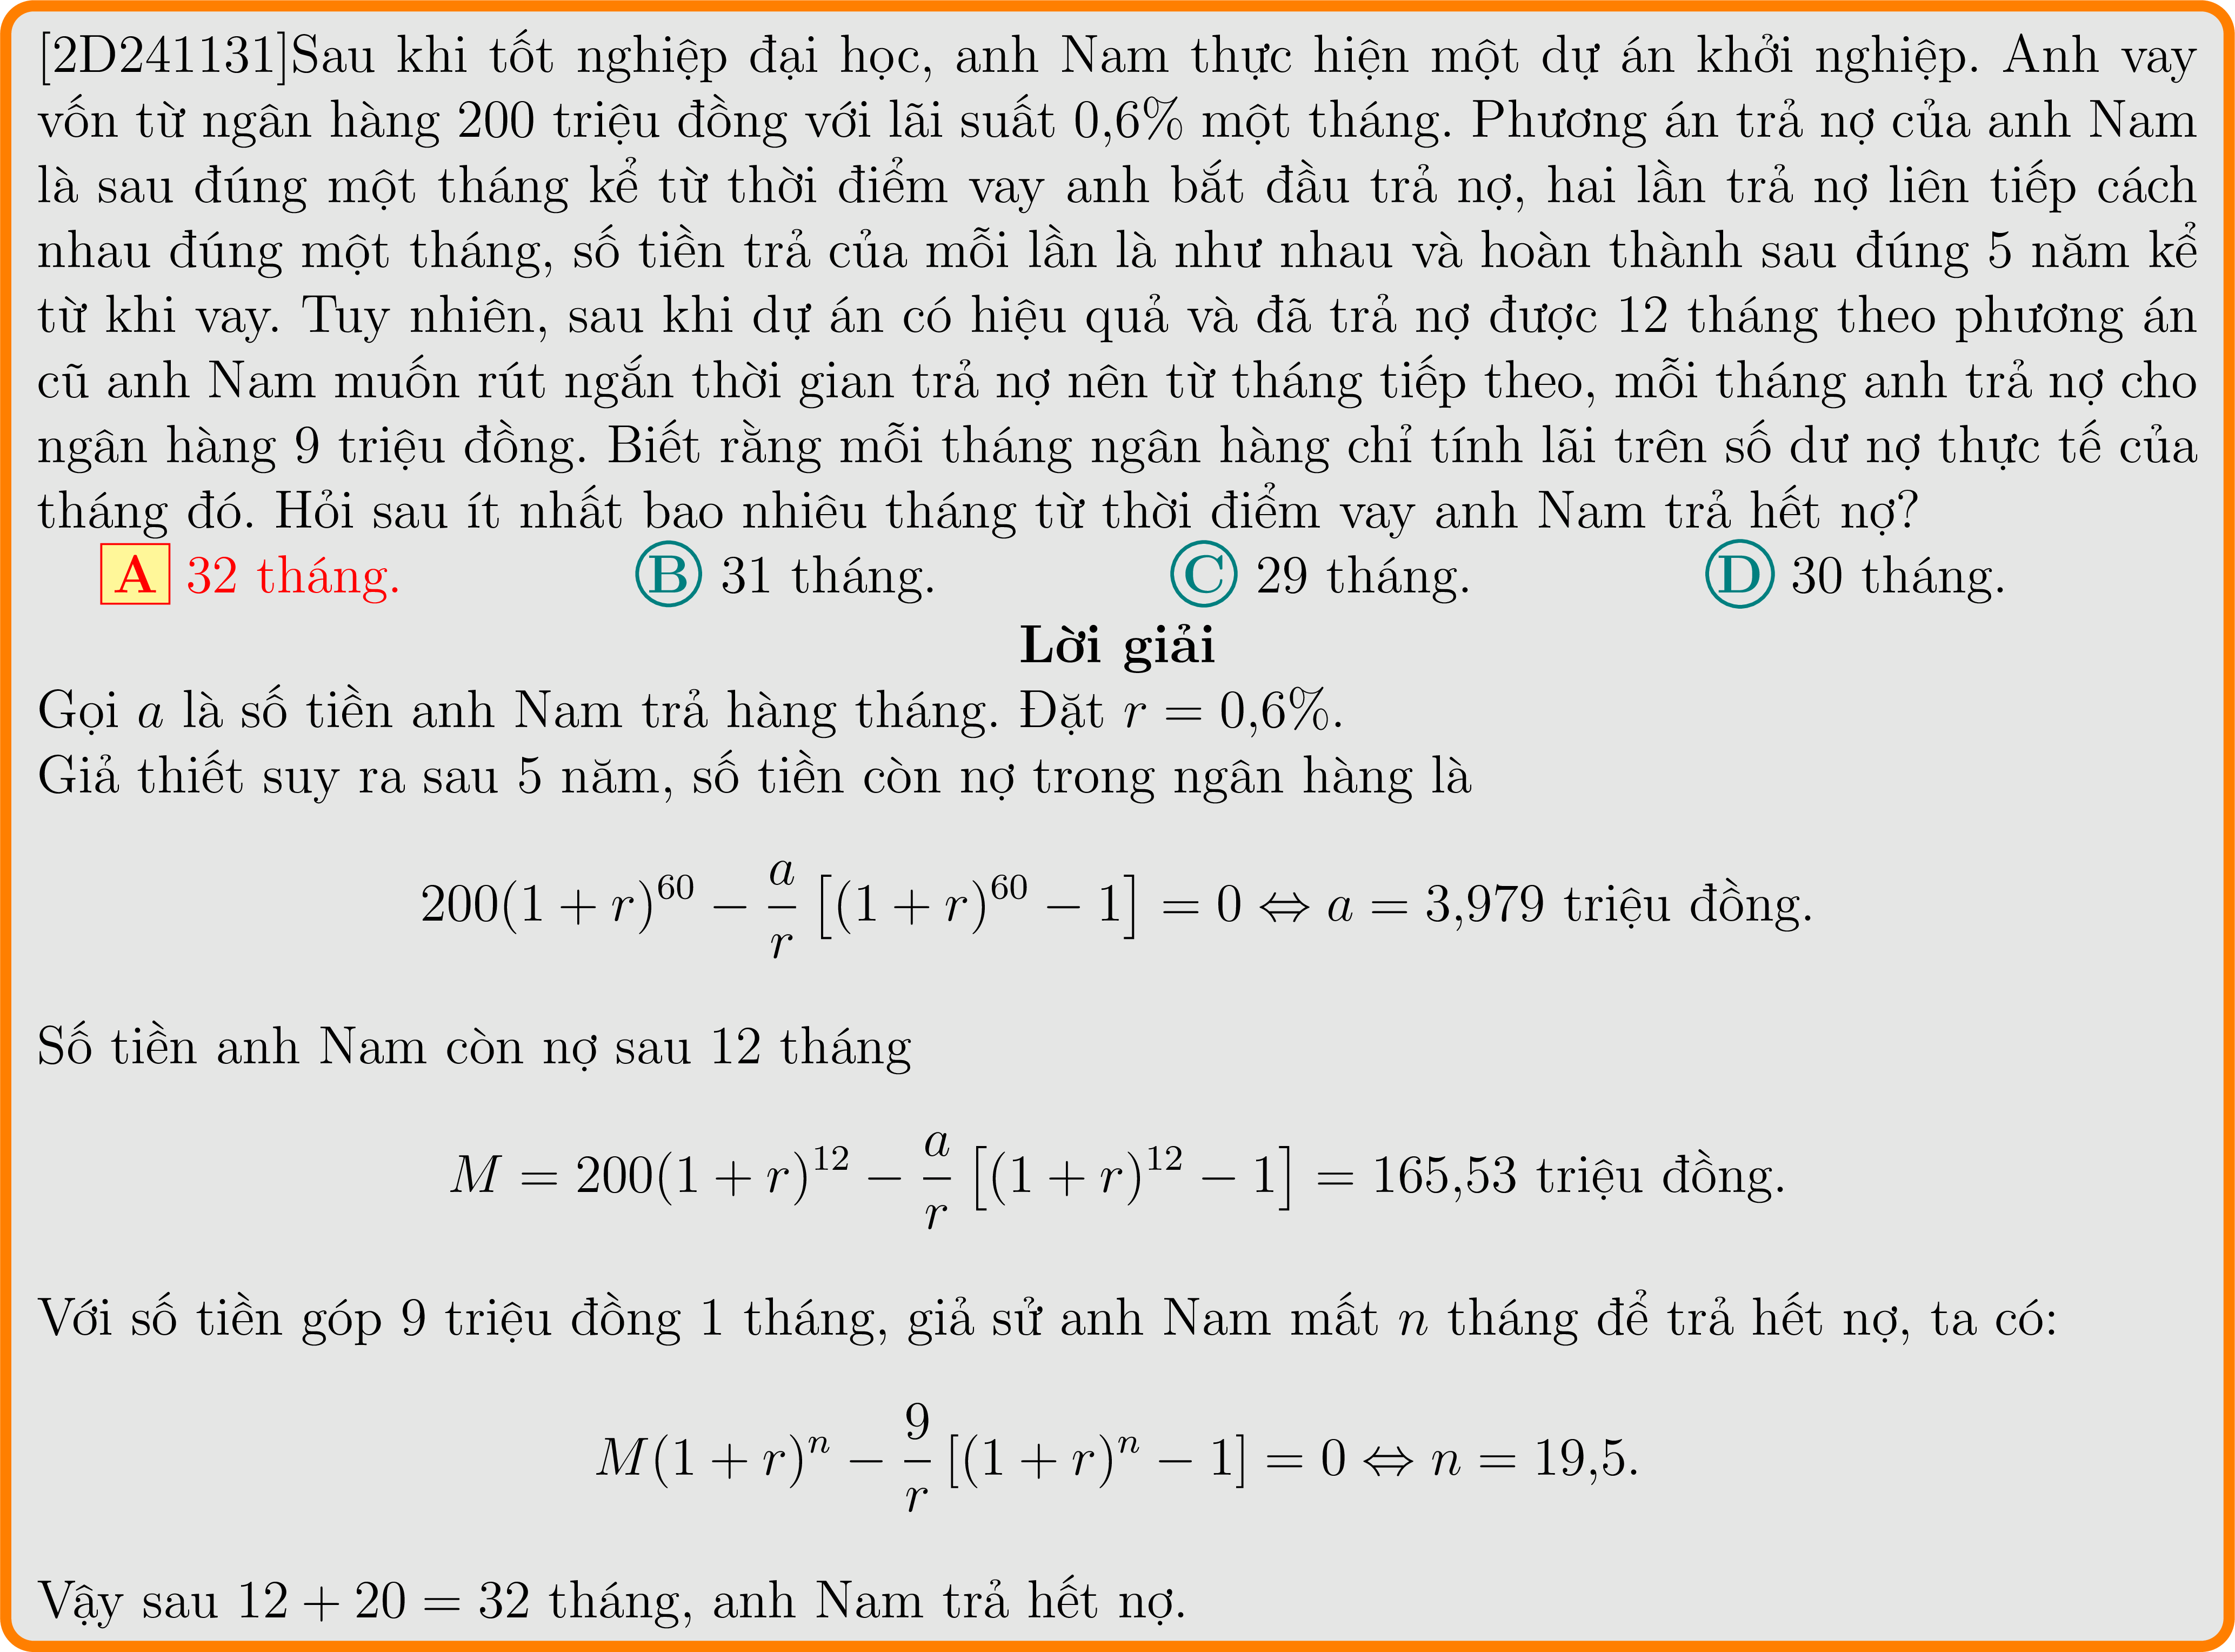 [2D241131]Sau khi tốt nghiệp đại học, anh Nam thực hiện một dự án khởi nghiệp. Anh vay
vốn từ ngân hàng 200 triệu đồng với lãi suất 0,6% một tháng. Phương án trả nợ của anh Nam
là sau đúng một tháng kể từ thời điểm vay anh bắt đầu trả nợ, hai lần trả nợ liên tiếp cách
nhau đúng một tháng, số tiền trả của mỗi lần là như nhau và hoàn thành sau đúng 5 năm kể
từ khi vay. Tuy nhiên, sau khi dự án có hiệu quả và đã trả nợ được 12 tháng theo phương án
cũ anh Nam muốn rút ngắn thời gian trả nợ nên từ tháng tiếp theo, mỗi tháng anh trả nợ cho
ngân hàng 9 triệu đồng. Biết rằng mỗi tháng ngân hàng chỉ tính lãi trên số dư nợ thực tế của
tháng đó. Hỏi sau ít nhất bao nhiêu tháng từ thời điểm vay anh Nam trả hết nợ?
A 32 tháng. B 31 tháng. C 29 tháng. D 30 tháng.
Lời giải
Gọi a là số tiền anh Nam trả hàng tháng. Đặt r = 0,6%.
Giả thiết suy ra sau 5 năm, số tiền còn nợ trong ngân hàng là
200(1 + r)^60 − a/r [(1 + r)^60 − 1] = 0 ⇔ a = 3,979 triệu đồng.
Số tiền anh Nam còn nợ sau 12 tháng
M = 200(1 + r)^12 − a/r [(1 + r)^12 − 1] = 165,53 triệu đồng.
Với số tiền góp 9 triệu đồng 1 tháng, giả sử anh Nam mất n tháng để trả hết nợ, ta có:
M(1 + r)^n − 9/r [(1 + r)^n − 1] = 0 ⇔ n = 19,5.
Vậy sau 12 + 20 = 32 tháng, anh Nam trả hết nợ.